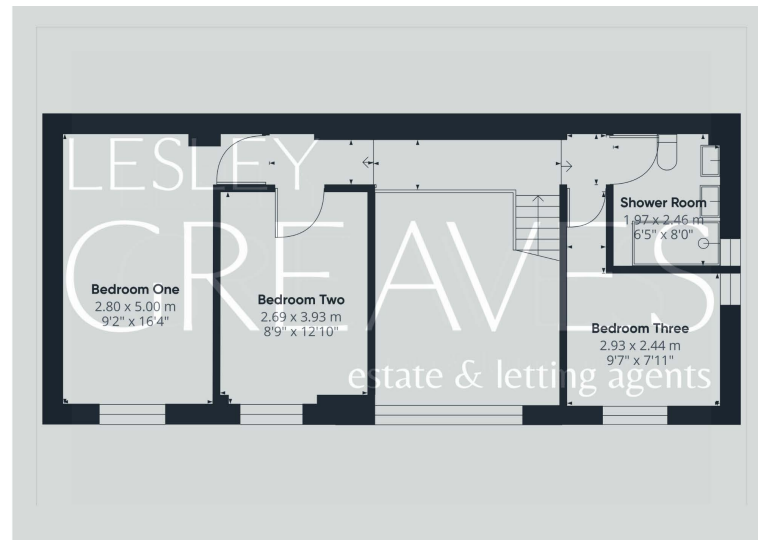 LESLEY
GREAVES
estate & letting agents
Bedroom One
2.80 x 5.00 m
9'2" x 16'4"
Bedroom Two
2.69 x 3.93 m
8'9" x 12'10"
Shower Room
1.97 x 2.46 m
6'5" x 8'0"
Bedroom Three
2.93 x 2.44 m
9'7" x 7'11"